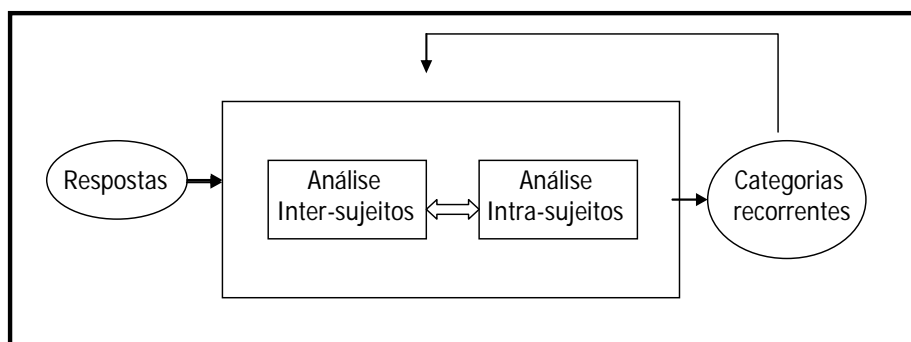 Respostas
Análise
Inter-sujeitos
Análise
Intra-sujeitos
Categorias
recorrentes